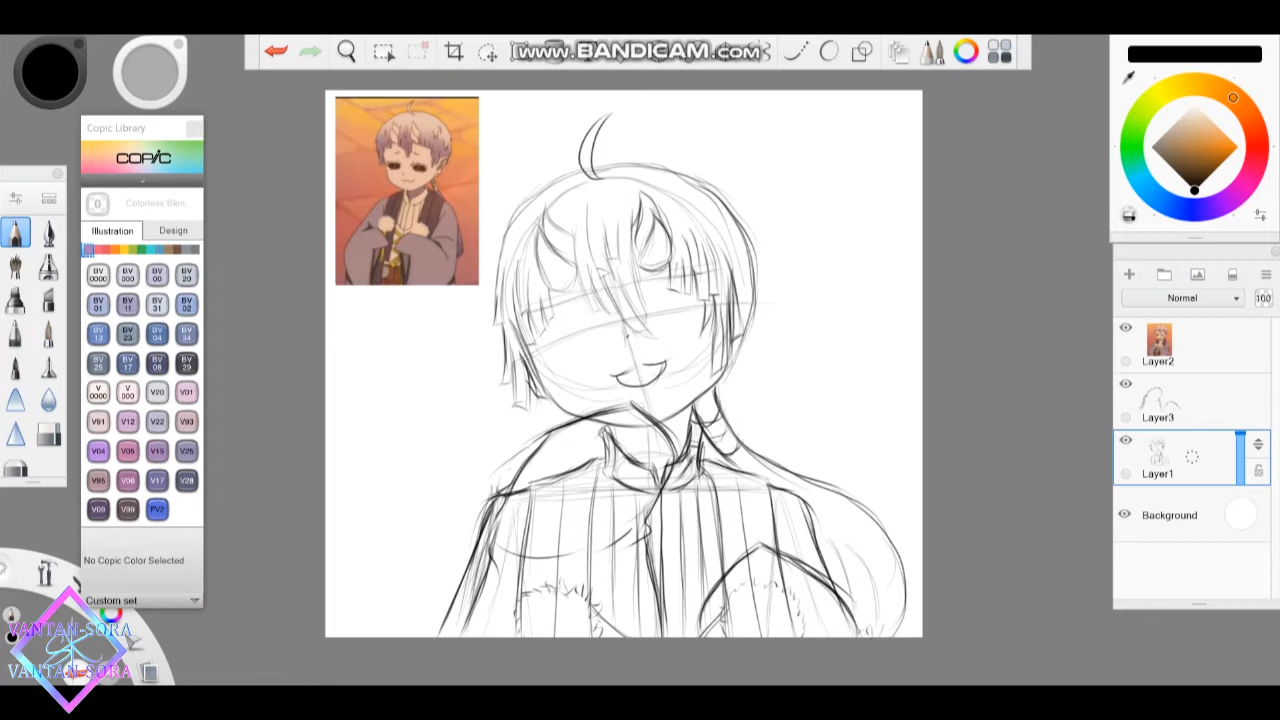 www.BANDICAM.com
Copic Library
COPIC
0 Colorless Blen...
Illustration Design
BV 0000 BV 000 BV 00 BV 20
BV 01 BV 11 BV 31 BV 02
BV 13 BV 23 BV 04 BV 34
BV 25 BV 17 BV 08 BV 29
V 0000 V 000 V20 V01
V91 V12 V22 V93
V04 V05 V15 V25
V95 V06 V17 V28
V09 V99 FV2
No Copic Color Selected
Custom set
VANTAN-SORA
VANTAN-SORA
Normal 100
Layer2
Layer3
Layer1
Background